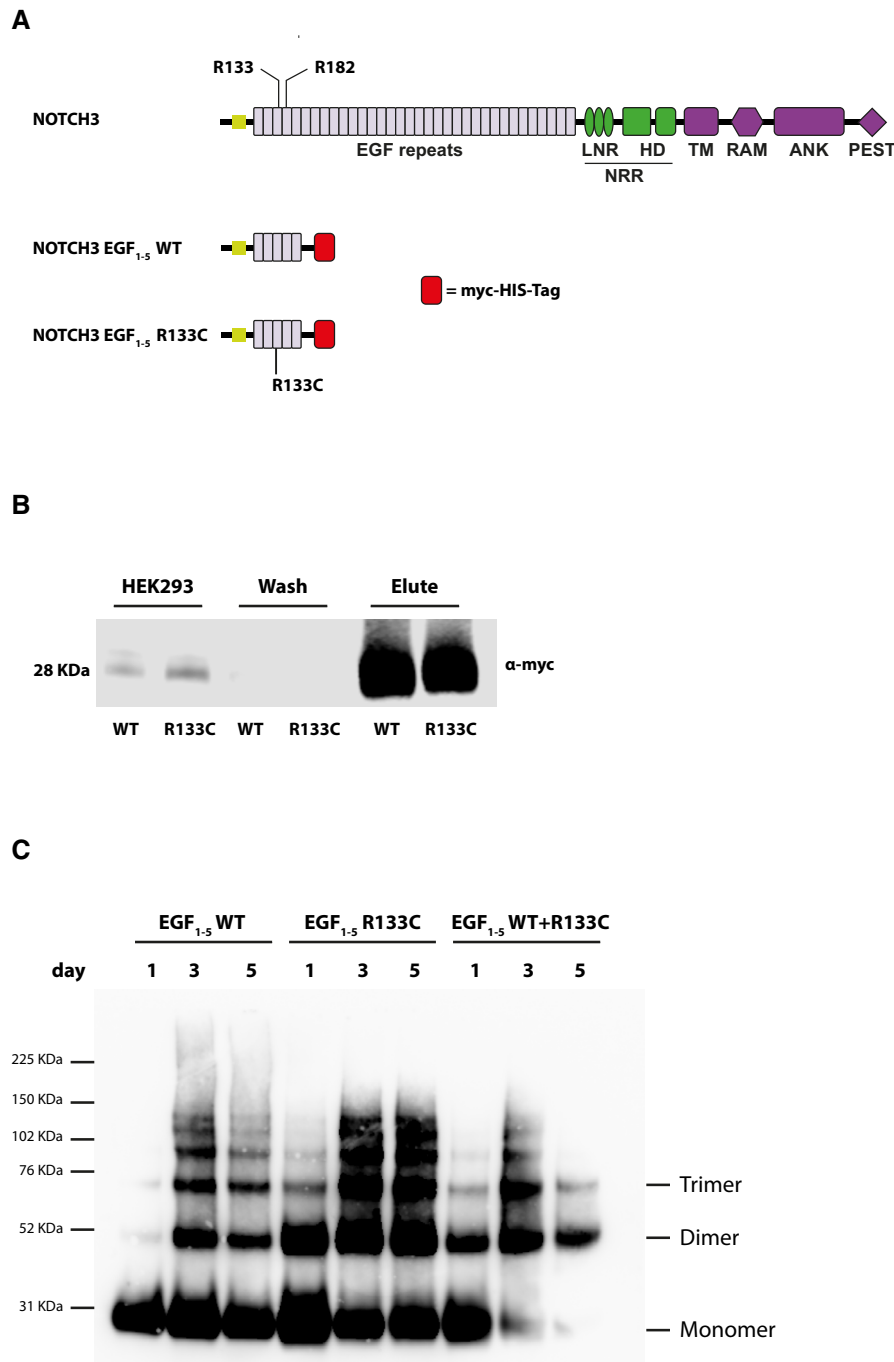 A
R133 R182
NOTCH3
EGF repeats
LNR HD TM RAM ANK PEST
NRR
NOTCH3 EGF1-5 WT
= myc-HIS-Tag
NOTCH3 EGF1-5 R133C
R133C
B
HEK293 Wash Elute
28 KDa α-myc
WT R133C WT R133C WT R133C
C
EGF1-5 WT EGF1-5 R133C EGF1-5 WT+R133C
day 1 3 5 1 3 5 1 3 5
225 KDa
150 KDa
102 KDa
76 KDa
Trimer
52 KDa
Dimer
31 KDa
Monomer